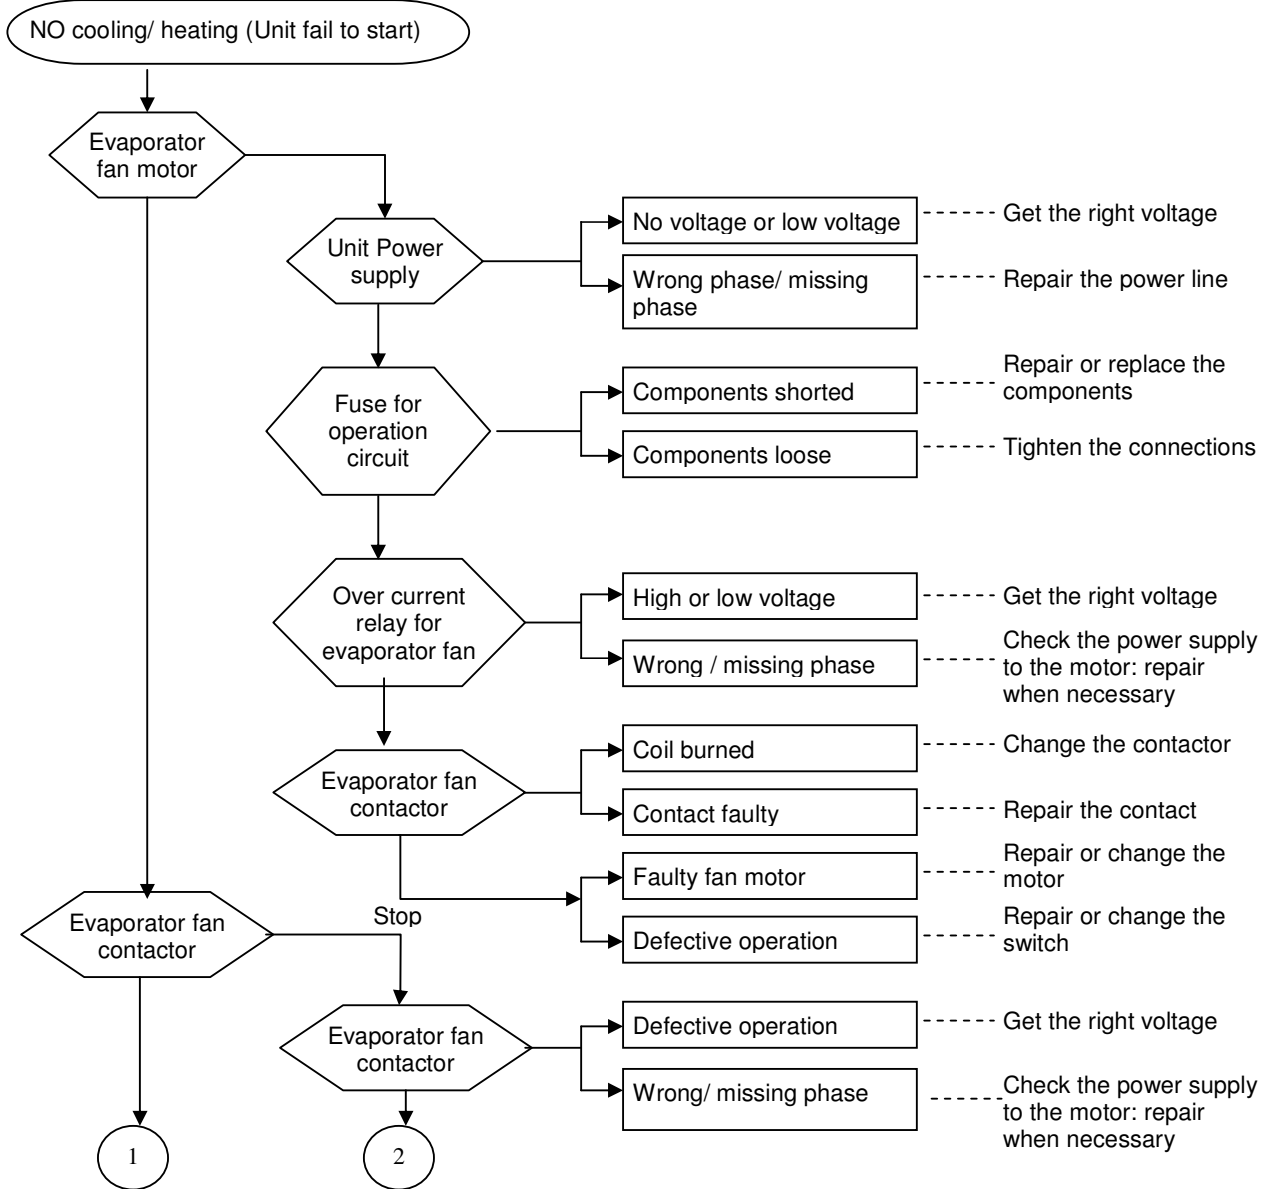 NO cooling/ heating (Unit fail to start)
Evaporator
fan motor
Unit Power
supply
No voltage or low voltage
Get the right voltage
Wrong phase/ missing
phase
Repair the power line
Fuse for
operation
circuit
Components shorted
Repair or replace the
components
Components loose
Tighten the connections
Over current
relay for
evaporator fan
High or low voltage
Get the right voltage
Wrong / missing phase
Check the power supply
to the motor: repair
when necessary
Evaporator fan
contactor
Coil burned
Change the contactor
Contact faulty
Repair the contact
Faulty fan motor
Repair or change the
motor
Defective operation
Repair or change the
switch
Evaporator fan
contactor
Stop
Evaporator fan
contactor
Defective operation
Get the right voltage
Wrong/ missing phase
Check the power supply
to the motor: repair
when necessary
1
2